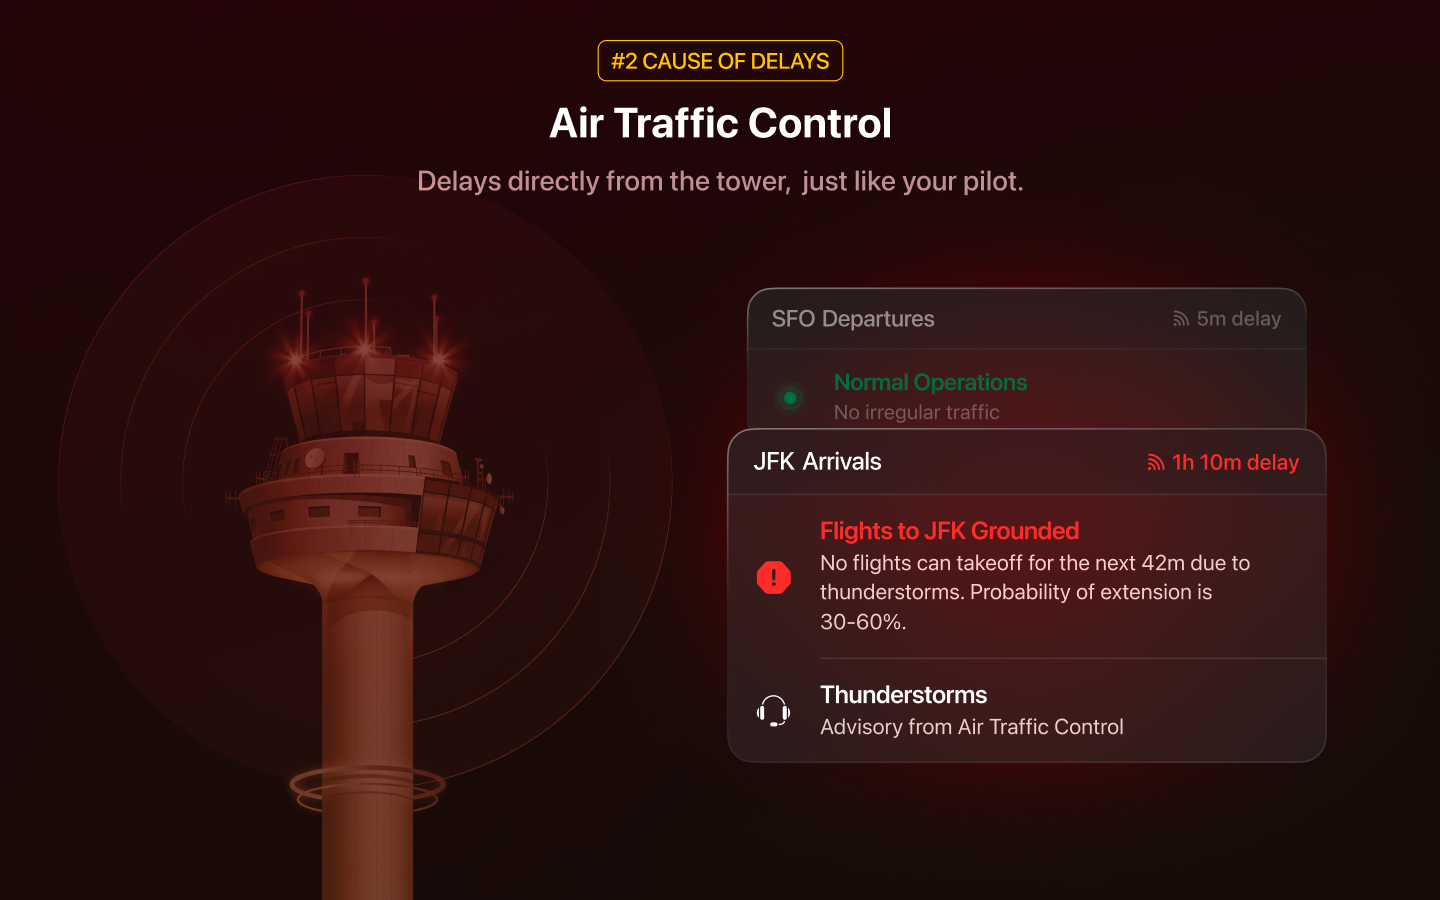 #2 CAUSE OF DELAYS
Air Traffic Control
Delays directly from the tower, just like your pilot.
SFO Departures
5m delay
Normal Operations
No irregular traffic
JFK Arrivals
1h 10m delay
Flights to JFK Grounded
No flights can takeoff for the next 42m due to
thunderstorms. Probability of extension is
30-60%.
Thunderstorms
Advisory from Air Traffic Control